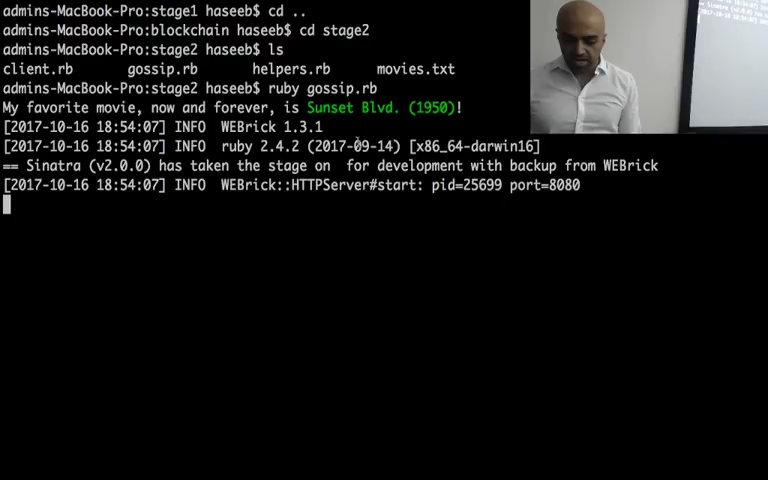 admins-MacBook-Pro:stage1 haseeb$ cd ..
admins-MacBook-Pro:blockchain haseeb$ cd stage2
admins-MacBook-Pro:stage2 haseeb$ ls
client.rb gossip.rb helpers.rb movies.txt
admins-MacBook-Pro:stage2 haseeb$ ruby gossip.rb
My favorite movie, now and forever, is Sunset Blvd. (1950)!
[2017-10-16 18:54:07] INFO WEBrick 1.3.1
[2017-10-16 18:54:07] INFO ruby 2.4.2 (2017-09-14) [x86_64-darwin16]
== Sinatra (v2.0.0) has taken the stage on for development with backup from WEBrick
[2017-10-16 18:54:07] INFO WEBrick::HTTPServer#start: pid=25699 port=8080